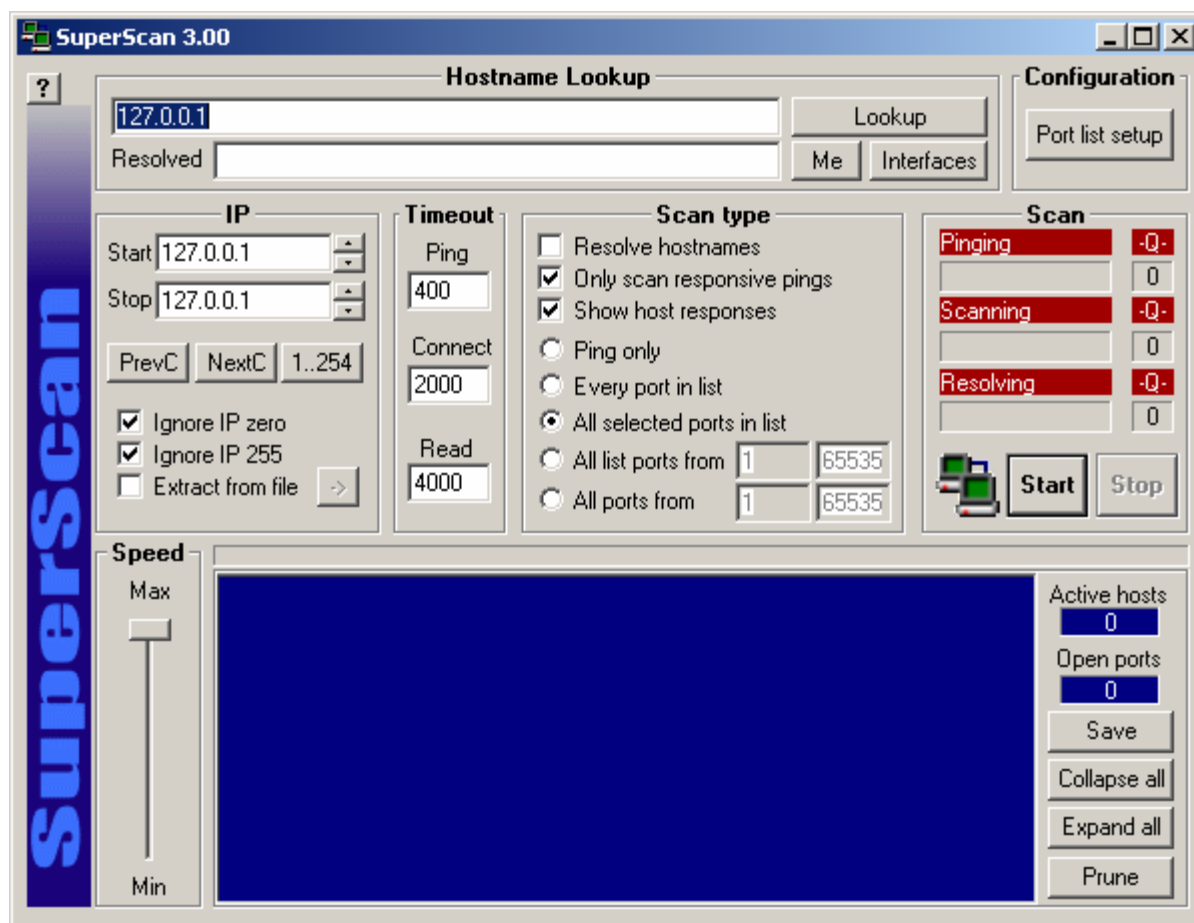 SuperScan 3.00
?
Hostname Lookup
127.0.0.1
Lookup
Resolved
Me
Interfaces
Configuration
Port list setup
IP
Start 127.0.0.1
Stop 127.0.0.1
PrevC NextC 1..254
Ignore IP zero
Ignore IP 255
Extract from file ->
Timeout
Ping
400
Connect
2000
Read
4000
Scan type
Resolve hostnames
Only scan responsive pings
Show host responses
Ping only
Every port in list
All selected ports in list
All list ports from 1 65535
All ports from 1 65535
Scan
Pinging -Q-
0
Scanning -Q-
0
Resolving -Q-
0
Start Stop
SuperScan
Speed
Max
Min
Active hosts
0
Open ports
0
Save
Collapse all
Expand all
Prune